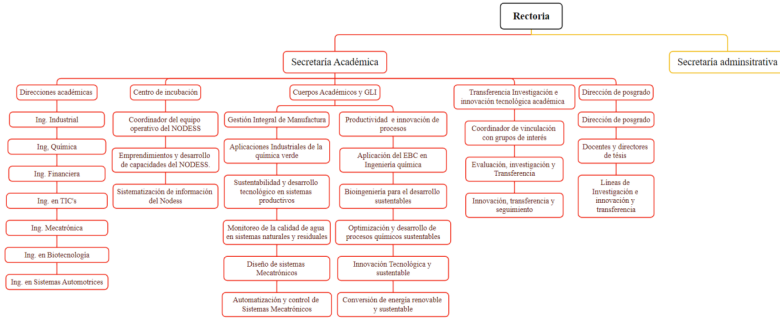 Rectoria
Secretaría Académica
Secretaria adminsitrativa
Direcciones académicas
Ing. Industrial
Ing, Química
Ing. Financiera
Ing. en TIC's
Ing. Mecatrónica
Ing. en Biotecnología
Ing. en Sistemas Automotrices
Centro de incubación
Coordinador del equipo
operativo del NODESS
Emprendimientos y desarrollo
de capacidades del NODESS.
Sistematización de información
del Nodess
Cuerpos Académicos y GLI
Gestión Integral de Manufactura
Aplicaciones Industriales de la
química verde
Sustentabilidad y desarrollo
tecnológico en sistemas
productivos
Monitoreo de la calidad de agua
en sistemas naturales y residuales
Diseño de sistemas
Mecatrónicos
Automatización y control de
Sistemas Mecatrónicos
Productividad e innovación de
procesos
Aplicación del EBC en
Ingeniería química
Bioingeniería para el desarrollo
sustentables
Optimización y desarrollo de
procesos químicos sustentables
Innovación Tecnológica y
sustentable
Conversión de energía renovable
y sustentable
Transferencia Investigación e
innovación tecnológica académica
Coordinador de vinculación
con grupos de interés
Evaluación, investigación y
Transferencia
Innovación, transferencia y
seguimiento
Dirección de posgrado
Dirección de posgrado
Docentes y directores
de tésis
Líneas de
Investigación e
innovación y
transferencia